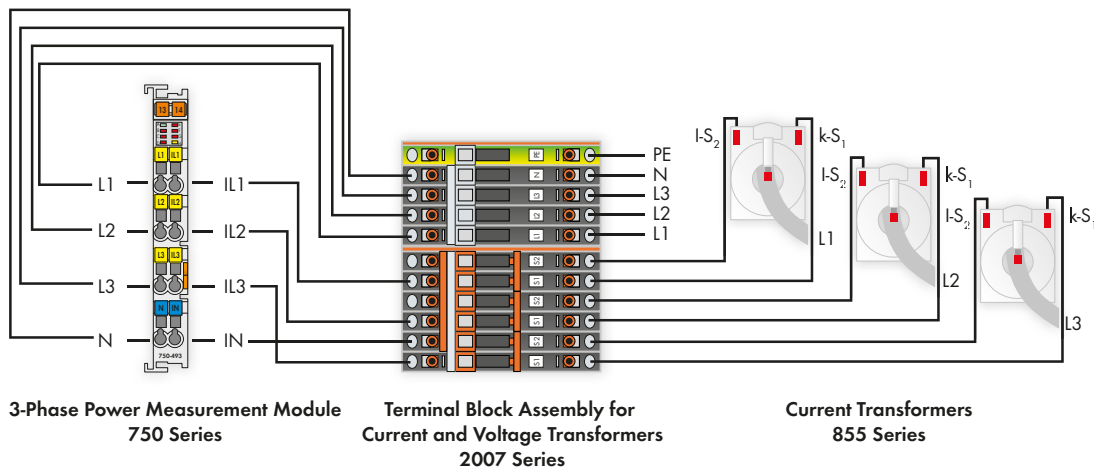 13 14
L1 IL1
L2 IL2
L3 IL3
N IN
750-493
L1
L2
L3
N
IL1
IL2
IL3
IN
PE
N
L3
L2
L1
S2
S1
S2
S1
S2
S1
PE
N
L3
L2
L1
l-S2
k-S1
L1
l-S2
k-S1
L2
l-S2
k-S1
L3
3-Phase Power Measurement Module
750 Series
Terminal Block Assembly for
Current and Voltage Transformers
2007 Series
Current Transformers
855 Series